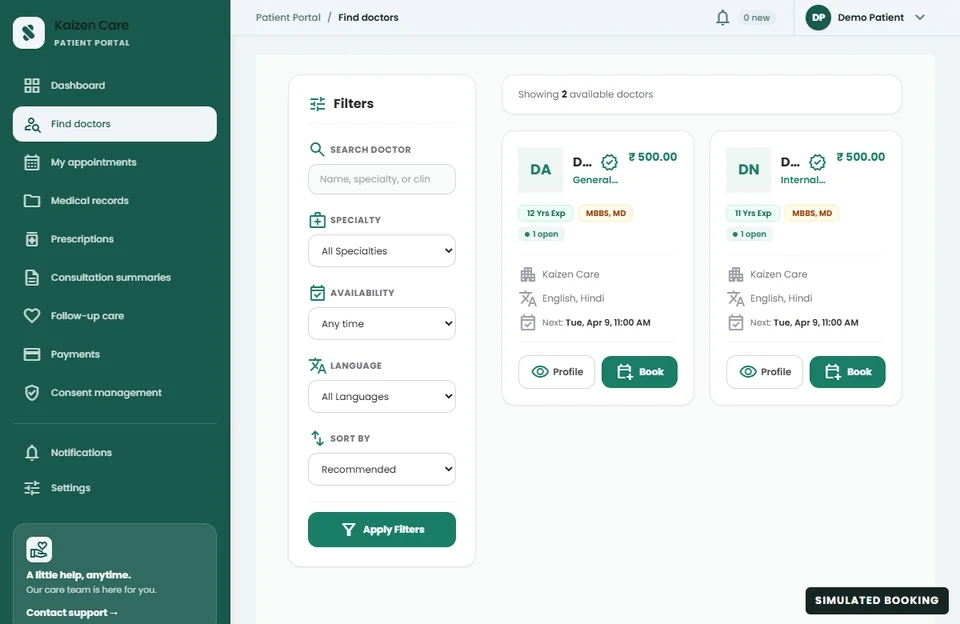 Kaizen Care
PATIENT PORTAL
Dashboard
Find doctors
My appointments
Medical records
Prescriptions
Consultation summaries
Follow-up care
Payments
Consent management
Notifications
Settings
A little help, anytime.
Our care team is here for you.
Contact support →
Patient Portal / Find doctors
0 new
DP Demo Patient
Filters
SEARCH DOCTOR
Name, specialty, or clin
SPECIALTY
All Specialties
AVAILABILITY
Any time
LANGUAGE
All Languages
SORT BY
Recommended
Apply Filters
Showing 2 available doctors
DA D... ₹ 500.00
General...
12 Yrs Exp MBBS, MD
1 open
Kaizen Care
English, Hindi
Next: Tue, Apr 9, 11:00 AM
Profile Book
DN D... ₹ 500.00
Internal...
11 Yrs Exp MBBS, MD
1 open
Kaizen Care
English, Hindi
Next: Tue, Apr 9, 11:00 AM
Profile Book
SIMULATED BOOKING